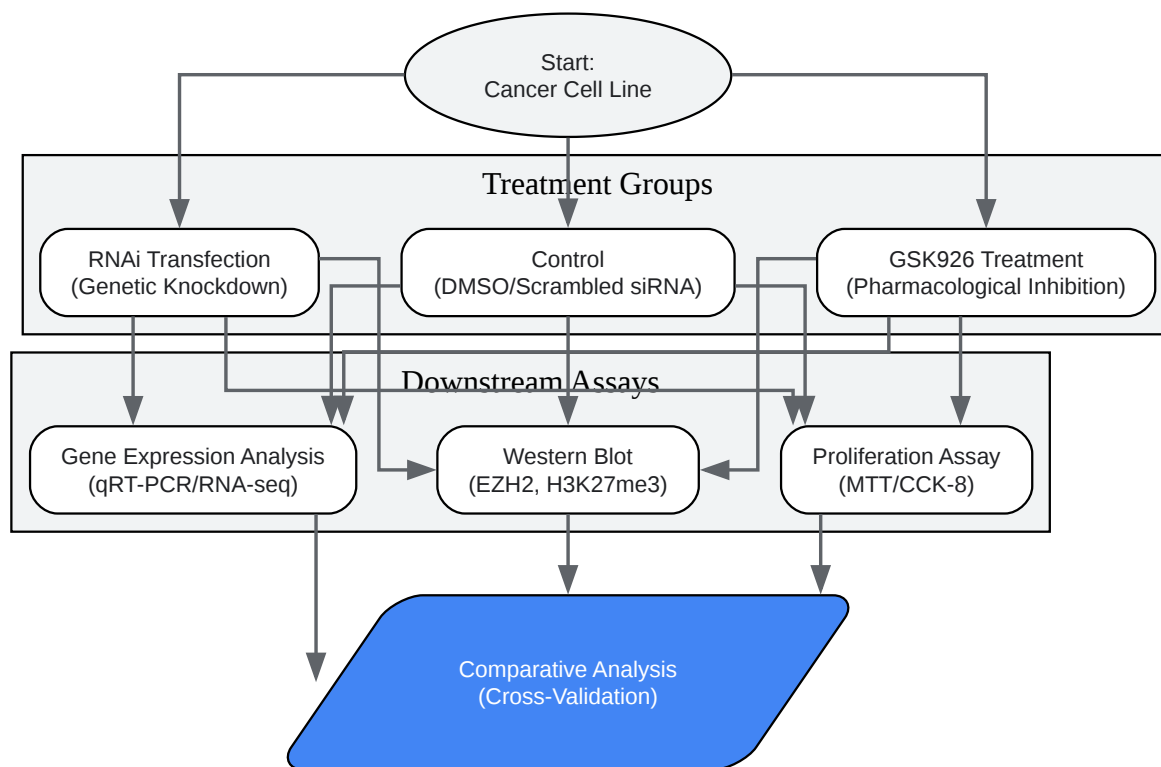 Start:
Cancer Cell Line
Treatment Groups
RNAi Transfection
(Genetic Knockdown)
Control
(DMSO/Scrambled siRNA)
GSK926 Treatment
(Pharmacological Inhibition)
Downstream Assays
Gene Expression Analysis
(qRT-PCR/RNA-seq)
Western Blot
(EZH2, H3K27me3)
Proliferation Assay
(MTT/CCK-8)
Comparative Analysis
(Cross-Validation)